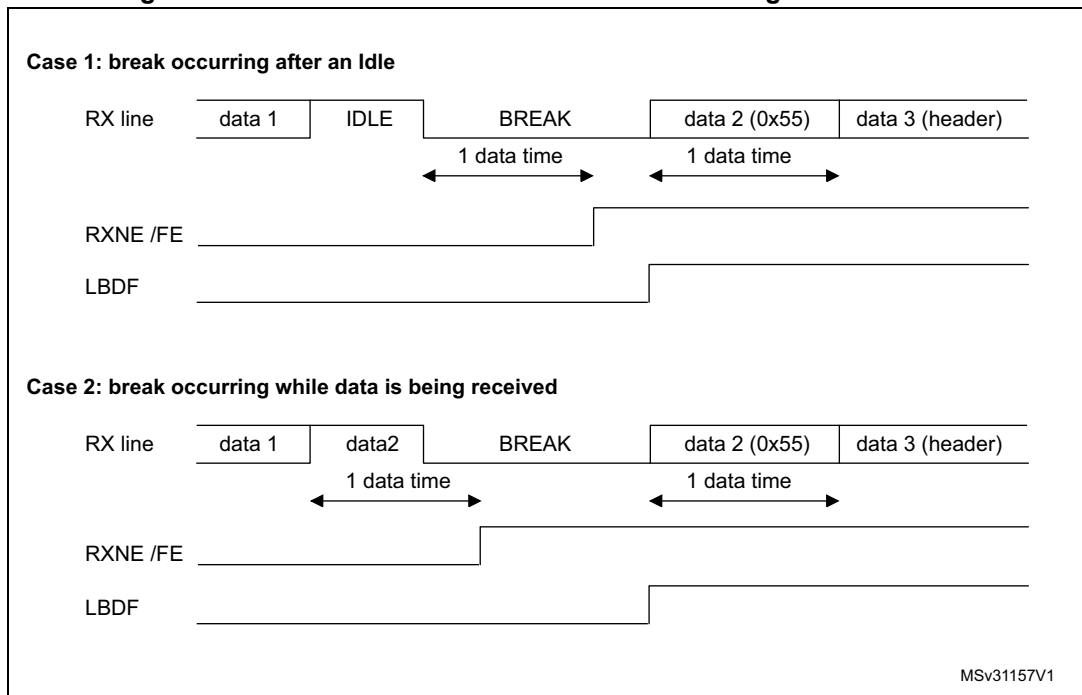 Case 1: break occurring after an Idle
RX line data 1 IDLE BREAK data 2 (0x55) data 3 (header)
1 data time 1 data time
RXNE /FE
LBDF
Case 2: break occurring while data is being received
RX line data 1 data2 BREAK data 2 (0x55) data 3 (header)
1 data time 1 data time
RXNE /FE
LBDF
MSv31157V1